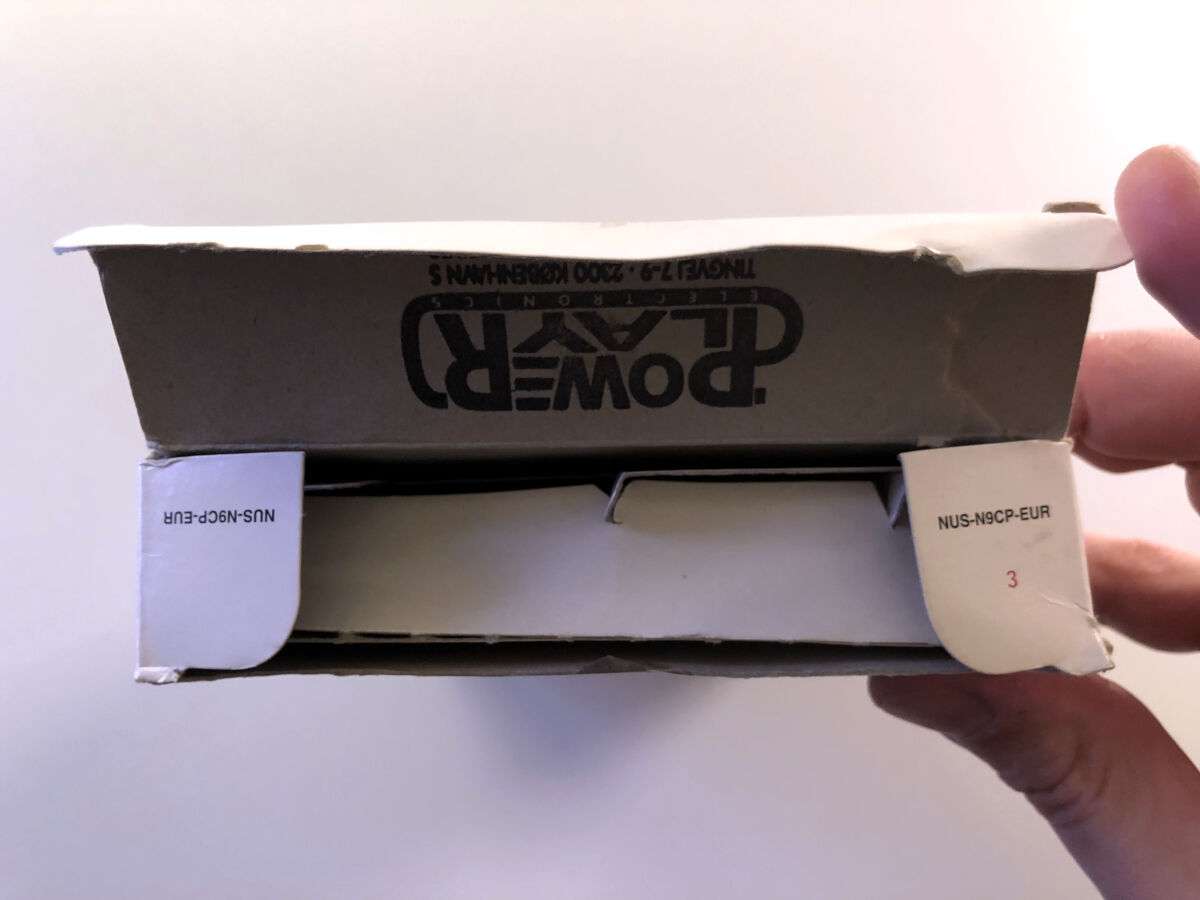 POWER
PLAY
ELECTRONICS
TINGVEJ 7-9 · 2300 KØBENHAVN S
NUS-N9CP-EUR
NUS-N9CP-EUR
3